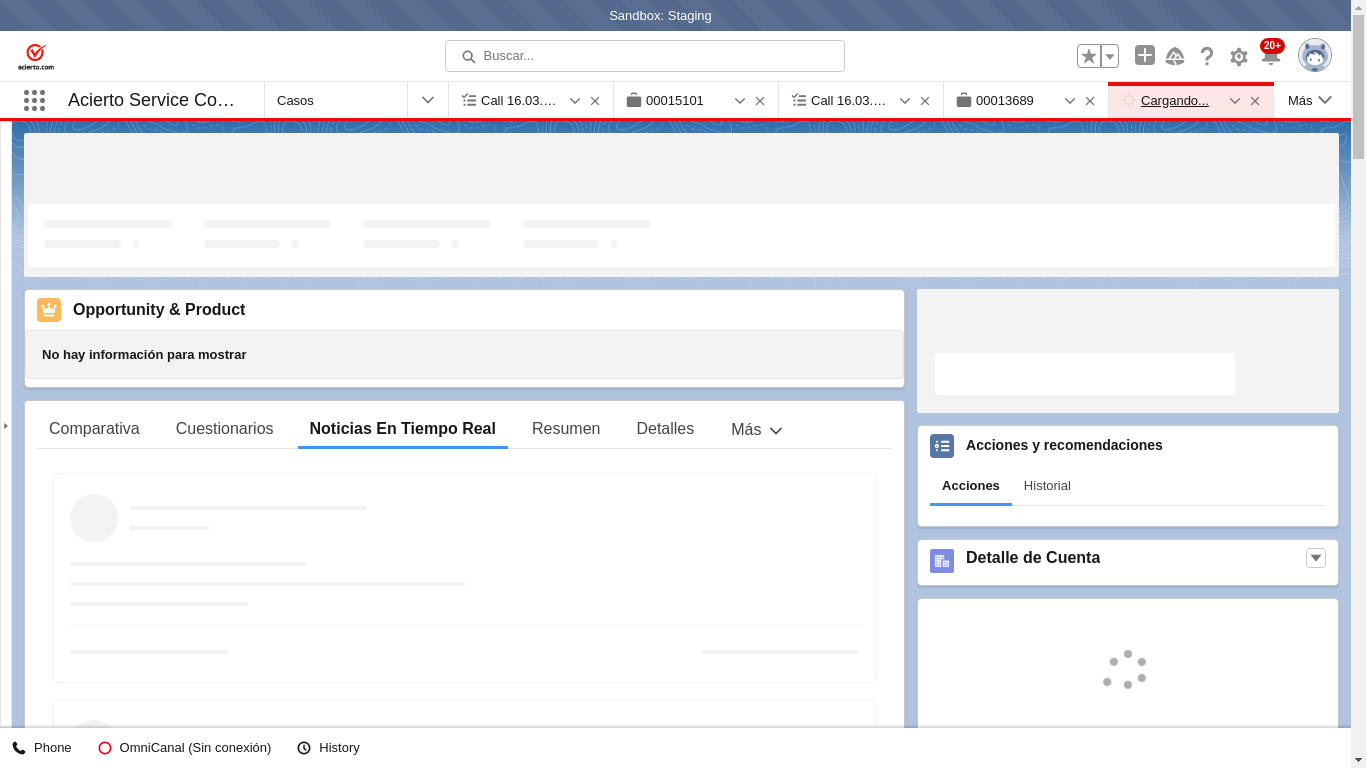 Sandbox: Staging
acierto.com
Buscar...
20+
Acierto Service Co…
Casos
Call 16.03.…
00015101
Call 16.03.…
00013689
Cargando...
Más
Opportunity & Product
No hay información para mostrar
Comparativa
Cuestionarios
Noticias En Tiempo Real
Resumen
Detalles
Más
Acciones y recomendaciones
Acciones
Historial
Detalle de Cuenta
Phone
OmniCanal (Sin conexión)
History